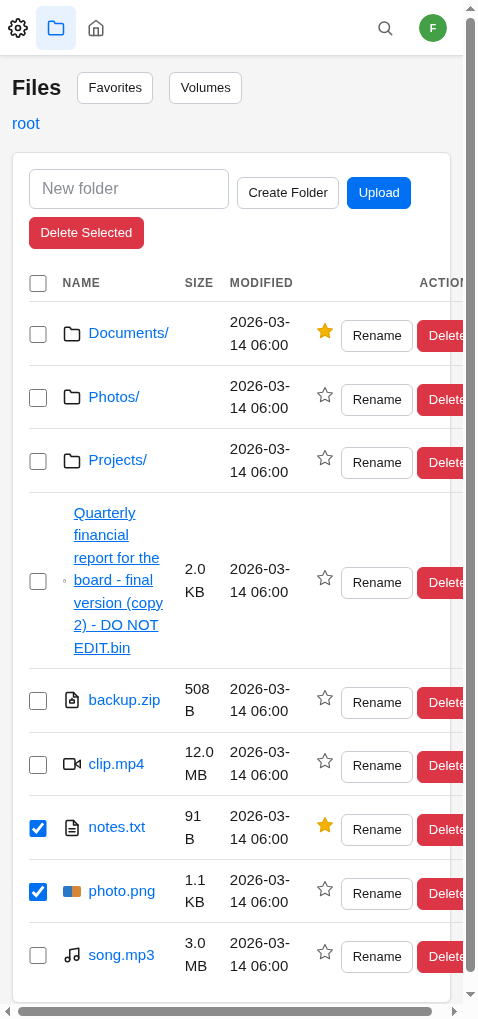 F
Files
Favorites
Volumes
root
New folder
Create Folder
Upload
Delete Selected
NAME SIZE MODIFIED ACTION
Documents/ 2026-03-
14 06:00 Rename Delete
Photos/ 2026-03-
14 06:00 Rename Delete
Projects/ 2026-03-
14 06:00 Rename Delete
Quarterly
financial
report for the
board - final
version (copy
2) - DO NOT
EDIT.bin
2.0
KB
2026-03-
14 06:00
Rename Delete
backup.zip 508
B 2026-03-
14 06:00 Rename Delete
clip.mp4 12.0
MB 2026-03-
14 06:00 Rename Delete
notes.txt 91
B 2026-03-
14 06:00 Rename Delete
photo.png 1.1
KB 2026-03-
14 06:00 Rename Delete
song.mp3 3.0
MB 2026-03-
14 06:00 Rename Delete